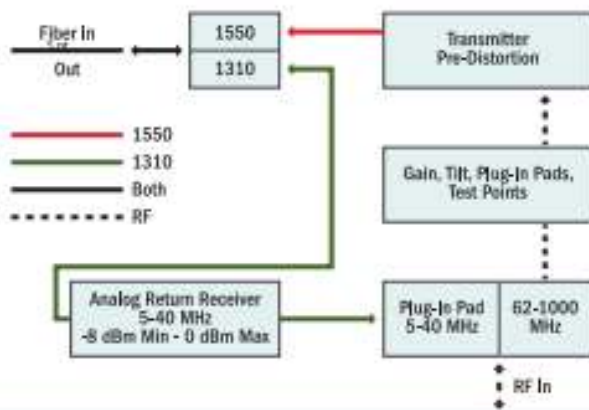 Fiber In
Out
1550
1310
Transmitter
Pre-Distortion
1550
1310
Both
RF
Gain, Tilt, Plug-In Pads,
Test Points
Analog Return Receiver
5-40 MHz
-8 dBm Min - 0 dBm Max
Plug-In Pad
5-40 MHz
62-1000
MHz
RF In